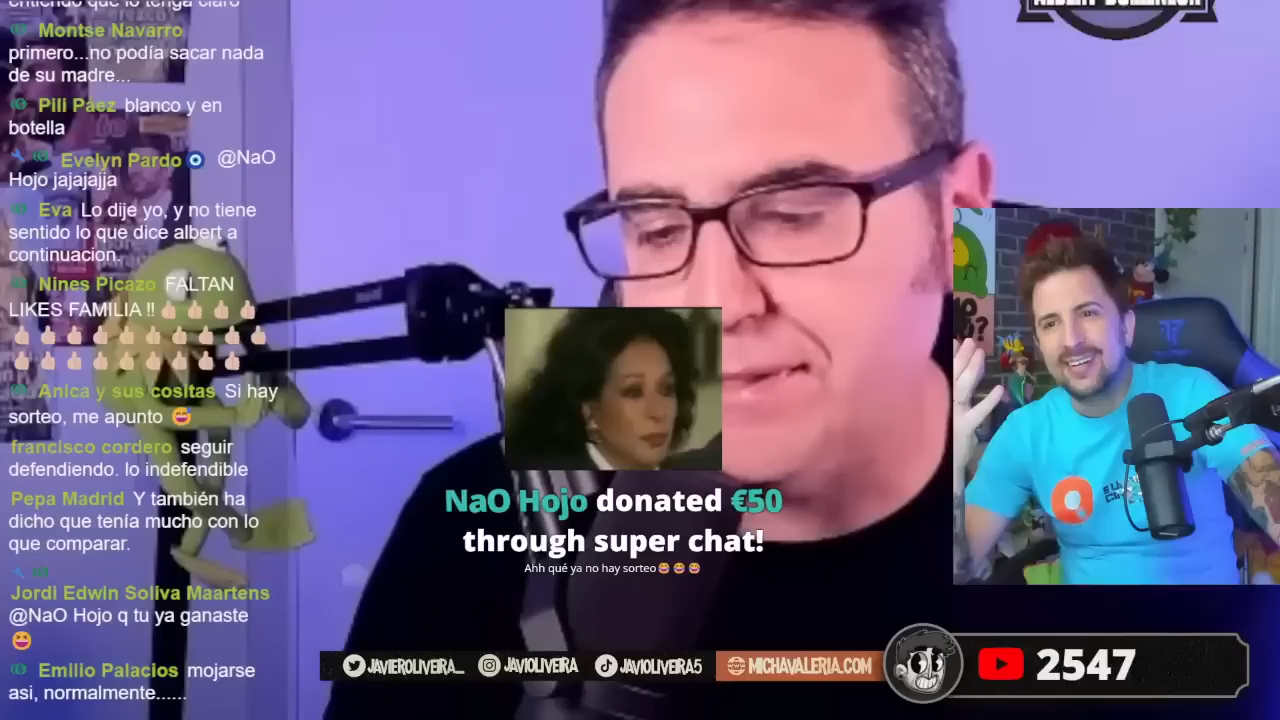 entiendo que lo tenga claro
Montse Navarro
primero...no podía sacar nada
de su madre...
Pili Páez blanco y en
botella
Evelyn Pardo @NaO
Hojo jajajajja
Eva Lo dije yo, y no tiene
sentido lo que dice albert a
continuacion.
Nines Picazo FALTAN
LIKES FAMILIA !! 👍🏻👍🏻👍🏻👍🏻
👍🏻👍🏻👍🏻👍🏻👍🏻👍🏻👍🏻👍🏻👍🏻👍🏻
👍🏻👍🏻👍🏻👍🏻👍🏻👍🏻👍🏻👍🏻👍🏻
Anica y sus cositas Si hay
sorteo, me apunto 😅
francisco cordero seguir
defendiendo. lo indefendible
Pepa Madrid Y también ha
dicho que tenía mucho con lo
que comparar.
Jordi Edwin Soliva Maartens
@NaO Hojo q tu ya ganaste
😆
Emilio Palacios mojarse
asi, normalmente......
ALBERT DOMENECH
NaO Hojo donated €50
through super chat!
Ahh qué ya no hay sorteo😂😂😂
JAVIEROLIVEIRA_ JAVIOLIVEIRA JAVIOLIVEIRA5 MICHAVALERIA.COM
2547